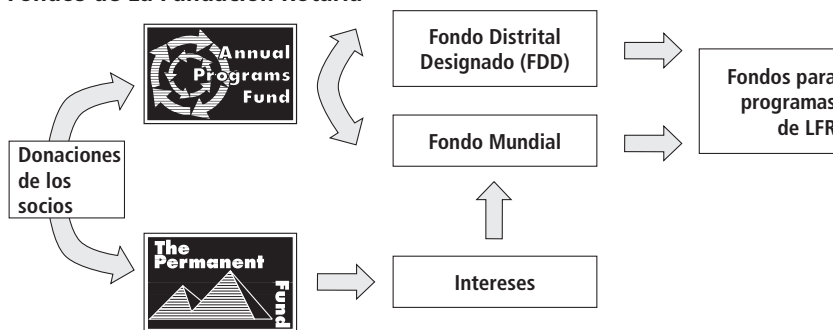 Fondos de La Fundación Rotaria
Annual
Programs
Fund
Fondo Distrital
Designado (FDD)
Fondos para
programas
de LFR
Donaciones
de los
socios
Fondo Mundial
The
Permanent
Fund
Intereses